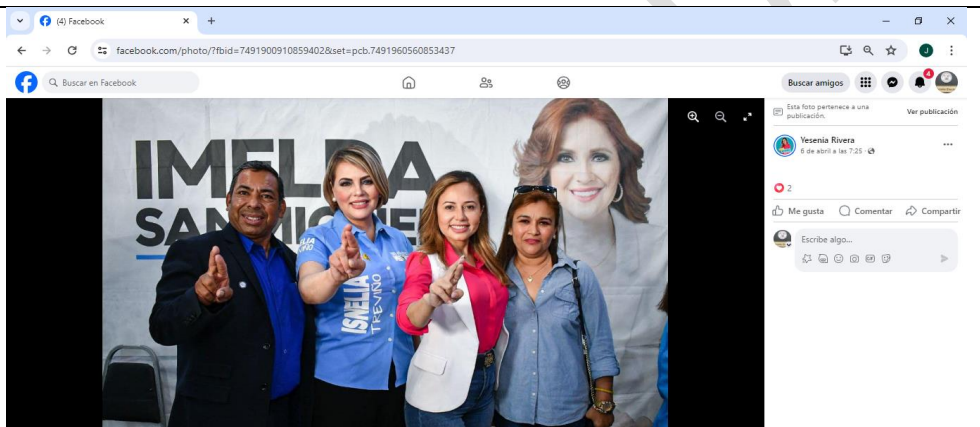 (4) Facebook
facebook.com/photo/?fbid=7491900910859402&set=pcb.7491960560853437
J
Buscar en Facebook
Buscar amigos
4
Esta foto pertenece a una publicación.
Ver publicación
Yesenia Rivera
6 de abril a las 7:25
2
Me gusta
Comentar
Compartir
Escribe algo...
GIF
IMELDA
SAN MIGUEL
ISNELIA
TREVIÑO